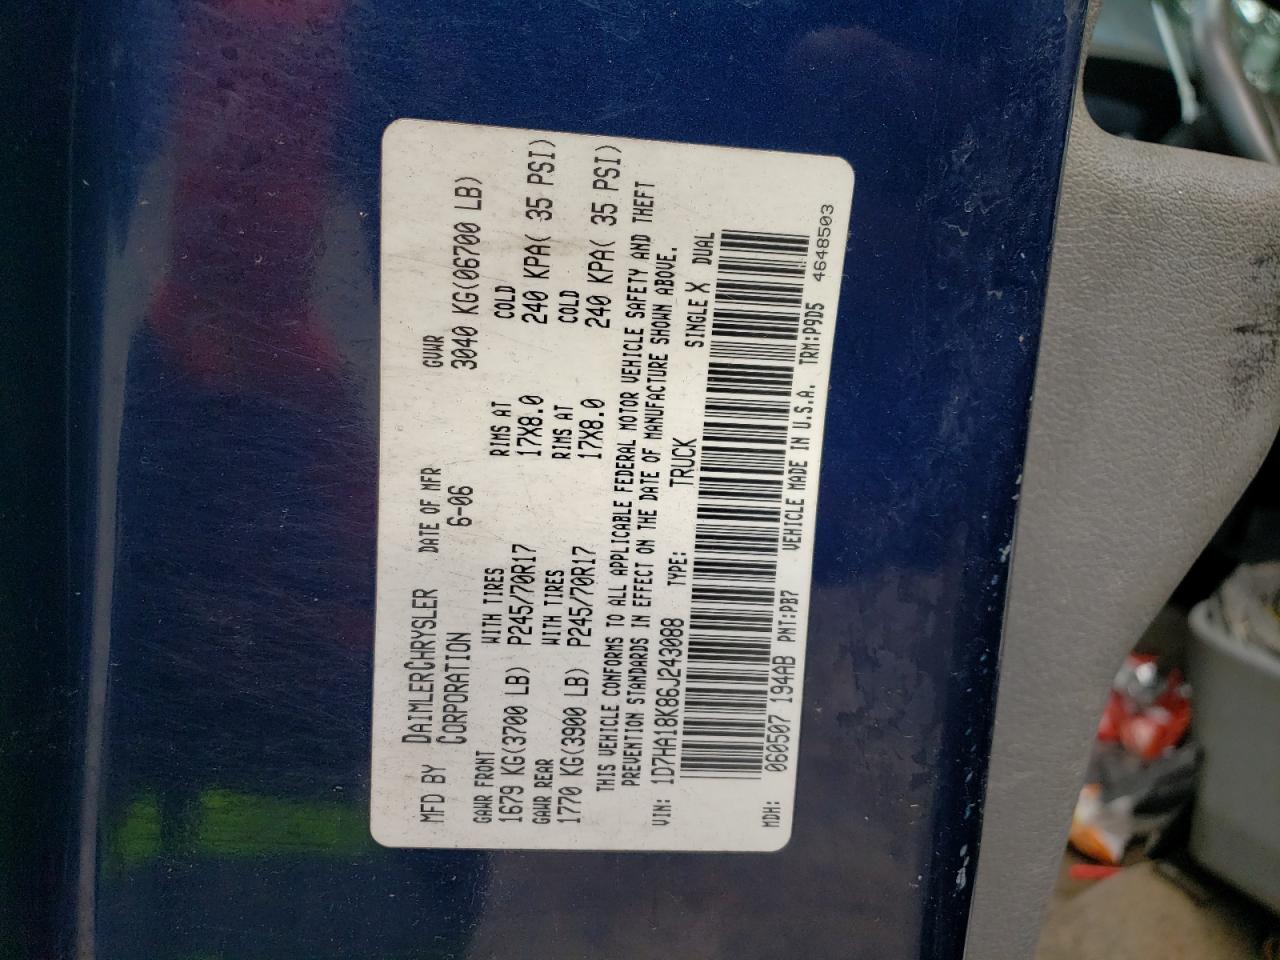 MFD BY DAIMLERCHRYSLER DATE OF MFR GVWR
CORPORATION 6-06 3040 KG(06700 LB)
GAWR FRONT WITH TIRES RIMS AT COLD
1679 KG(3700 LB) P245/70R17 17X8.0 240 KPA( 35 PSI)
GAWR REAR WITH TIRES RIMS AT COLD
1770 KG(3900 LB) P245/70R17 17X8.0 240 KPA( 35 PSI)
THIS VEHICLE CONFORMS TO ALL APPLICABLE FEDERAL MOTOR VEHICLE SAFETY AND THEFT
PREVENTION STANDARDS IN EFFECT ON THE DATE OF MANUFACTURE SHOWN ABOVE.
VIN: 1D7HA18K86J243088 TYPE: TRUCK SINGLE X DUAL
MDH: 060507 194AB PNT:PB7 VEHICLE MADE IN U.S.A. TRM:P9D5 4648503